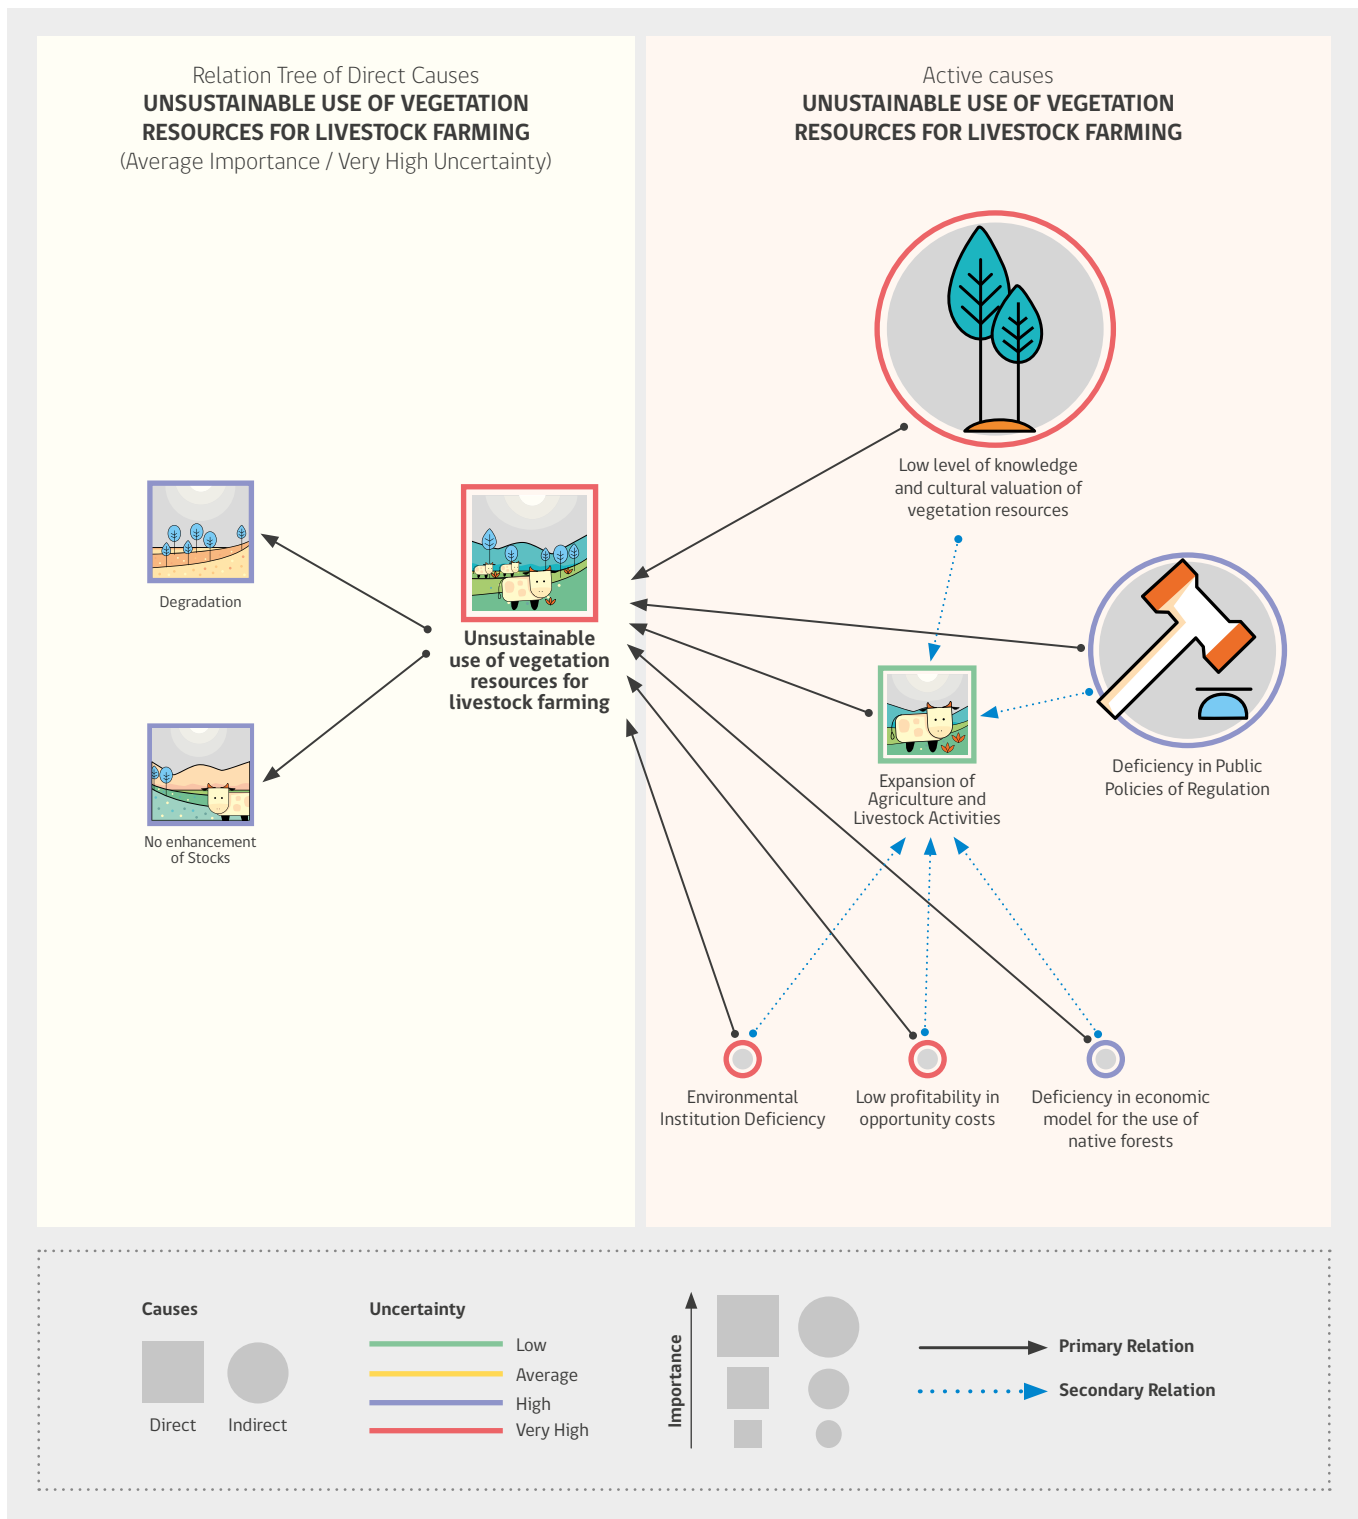 Relation Tree of Direct Causes
UNSUSTAINABLE USE OF VEGETATION
RESOURCES FOR LIVESTOCK FARMING
(Average Importance / Very High Uncertainty)
Active causes
UNUSTAINABLE USE OF VEGETATION
RESOURCES FOR LIVESTOCK FARMING
Low level of knowledge
and cultural valuation of
vegetation resources
Degradation
Unsustainable
use of vegetation
resources for
livestock farming
No enhancement
of Stocks
Deficiency in Public
Policies of Regulation
Expansion of
Agriculture and
Livestock Activities
Environmental
Institution Deficiency
Low profitability in
opportunity costs
Deficiency in economic
model for the use of
native forests
Causes
Direct
Indirect
Uncertainty
Low
Average
High
Very High
Importance
Primary Relation
Secondary Relation